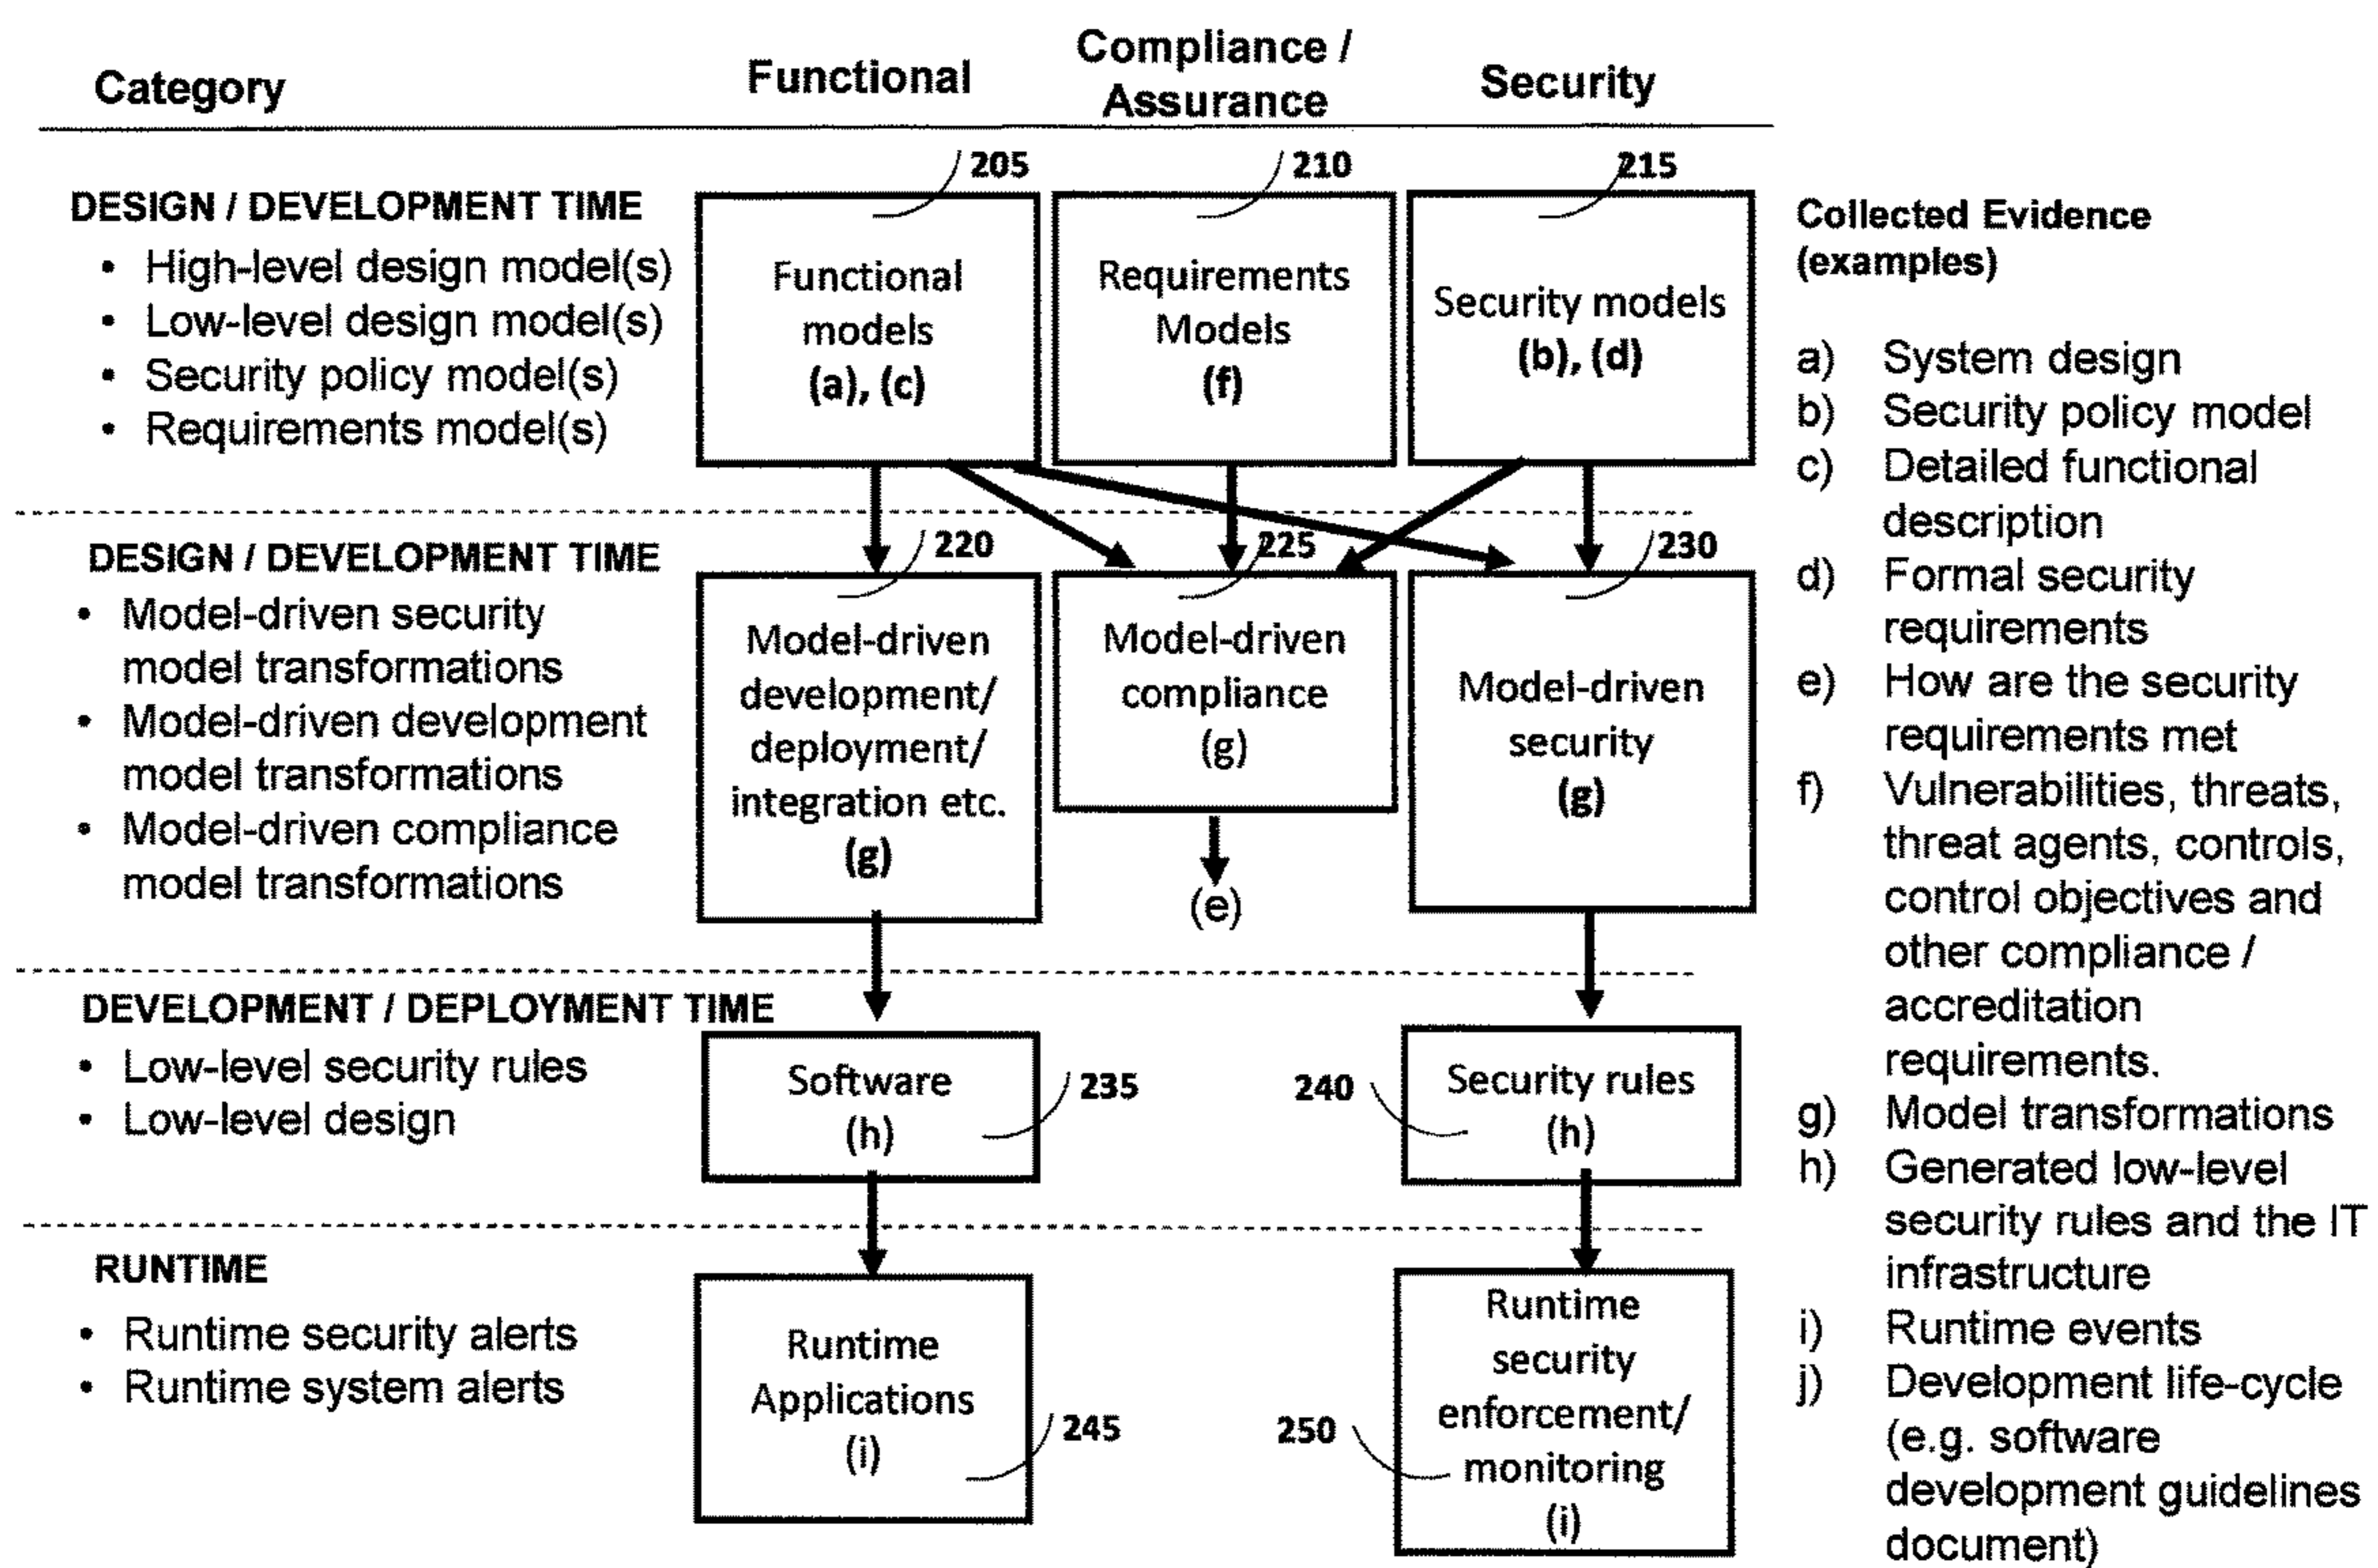 Category
Functional
Compliance /
Assurance
Security
DESIGN / DEVELOPMENT TIME
• High-level design model(s)
• Low-level design model(s)
• Security policy model(s)
• Requirements model(s)
205
Functional
models
(a), (c)
210
Requirements
Models
(f)
215
Security models
(b), (d)
DESIGN / DEVELOPMENT TIME
• Model-driven security
model transformations
• Model-driven development
model transformations
• Model-driven compliance
model transformations
220
Model-driven
development/
deployment/
integration etc.
(g)
225
Model-driven
compliance
(g)
(e)
230
Model-driven
security
(g)
DEVELOPMENT / DEPLOYMENT TIME
• Low-level security rules
• Low-level design
Software
(h)
235
240
Security rules
(h)
RUNTIME
• Runtime security alerts
• Runtime system alerts
Runtime
Applications
(i)
245
250
Runtime
security
enforcement/
monitoring
(i)
Collected Evidence
(examples)
a) System design
b) Security policy model
c) Detailed functional
description
d) Formal security
requirements
e) How are the security
requirements met
f) Vulnerabilities, threats,
threat agents, controls,
control objectives and
other compliance /
accreditation
requirements.
g) Model transformations
h) Generated low-level
security rules and the IT
infrastructure
i) Runtime events
j) Development life-cycle
(e.g. software
development guidelines
document)